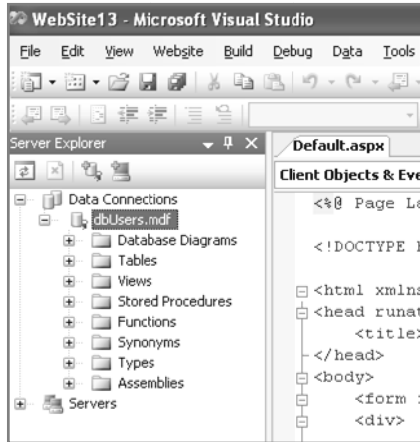 WebSite13 - Microsoft Visual Studio
File Edit View Website Build Debug Data Tools
Server Explorer
Default.aspx
Client Objects & Eve
Data Connections
dbUsers.mdf
Database Diagrams
Tables
Views
Stored Procedures
Functions
Synonyms
Types
Assemblies
Servers
<%@ Page La
<!DOCTYPE
<html xmlns
<head runat
<title>
</head>
<body>
<form
<div>